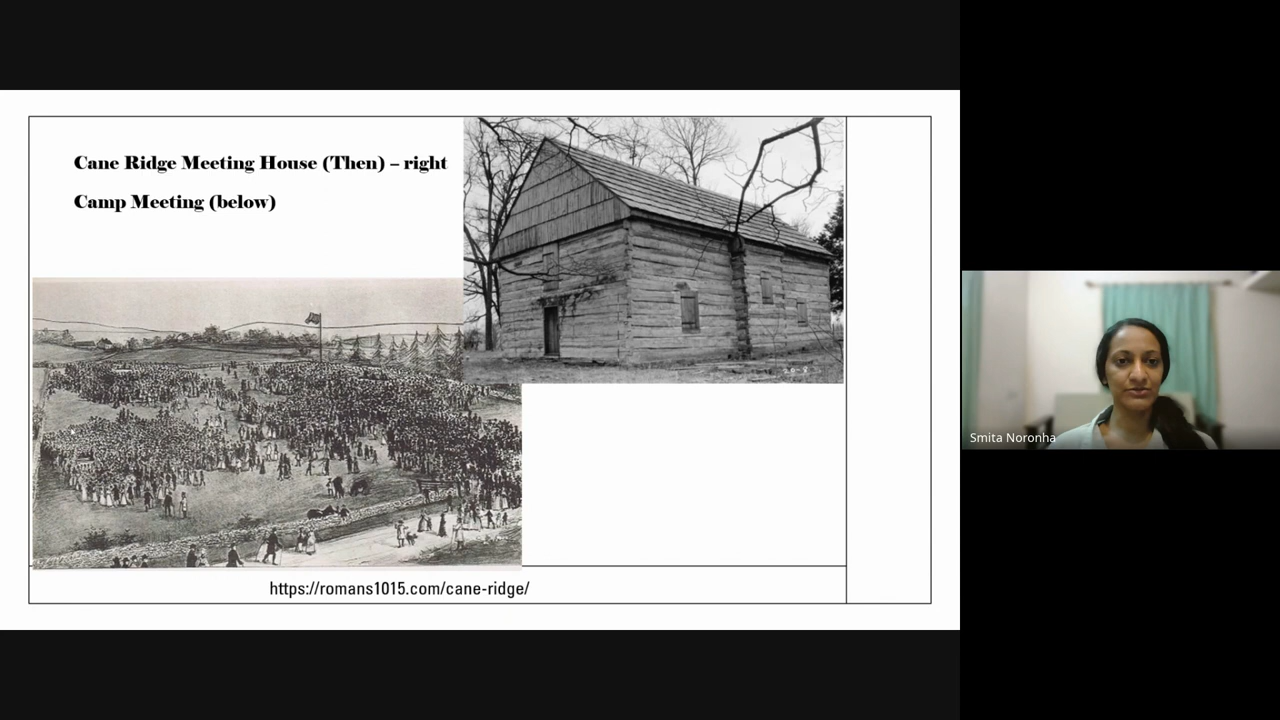 Cane Ridge Meeting House (Then) – right
Camp Meeting (below)
https://romans1015.com/cane-ridge/
Smita Noronha